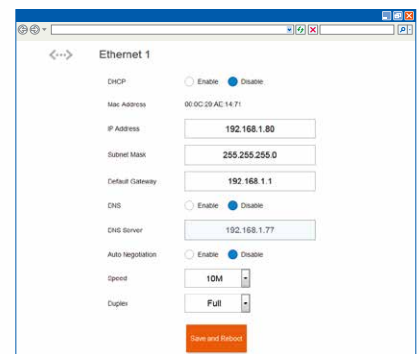 Ethernet 1
DHCP Enable Disable
Mac Address 00:0C:29:AC:14:71
IP Address 192.168.1.80
Subnet Mask 255.255.255.0
Default Gateway 192.168.1.1
DNS Enable Disable
DNS Server 192.168.1.77
Auto Negotiation Enable Disable
Speed 10M
Duplex Full
Save and Reboot